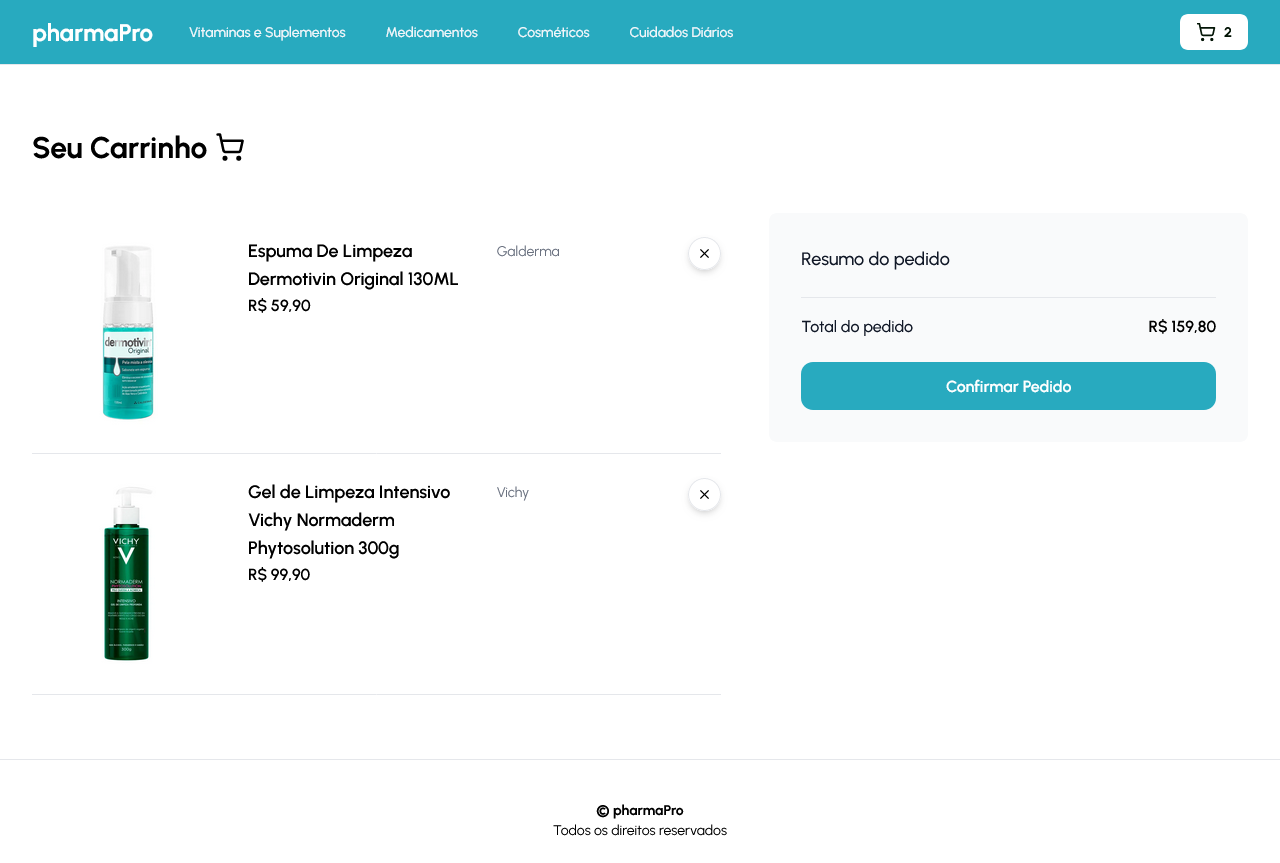 pharmaPro
Vitaminas e Suplementos
Medicamentos
Cosméticos
Cuidados Diários
2
Seu Carrinho
dermotivin
Original
Espuma De Limpeza
Dermotivin Original 130ML
R$ 59,90
Galderma
VICHY
NORMADERM
Gel de Limpeza Intensivo
Vichy Normaderm
Phytosolution 300g
R$ 99,90
Vichy
Resumo do pedido
Total do pedido
R$ 159,80
Confirmar Pedido
© pharmaPro
Todos os direitos reservados